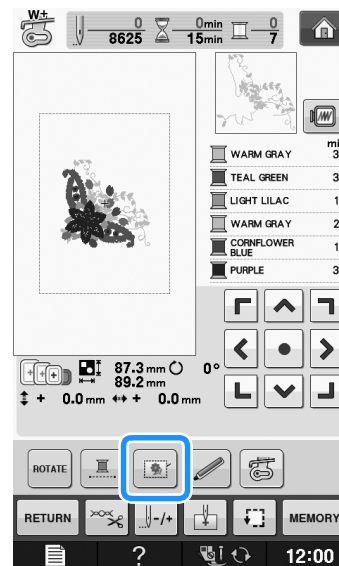 W+
0 0min 0
8625 15min 7
mi
WARM GRAY 3
TEAL GREEN 3
LIGHT LILAC 1
WARM GRAY 2
CORNFLOWER
BLUE 1
PURPLE 3
87.3 mm 0°
89.2 mm
+ 0.0 mm + 0.0 mm
ROTATE
RETURN -/+ MEMORY
? 12:00